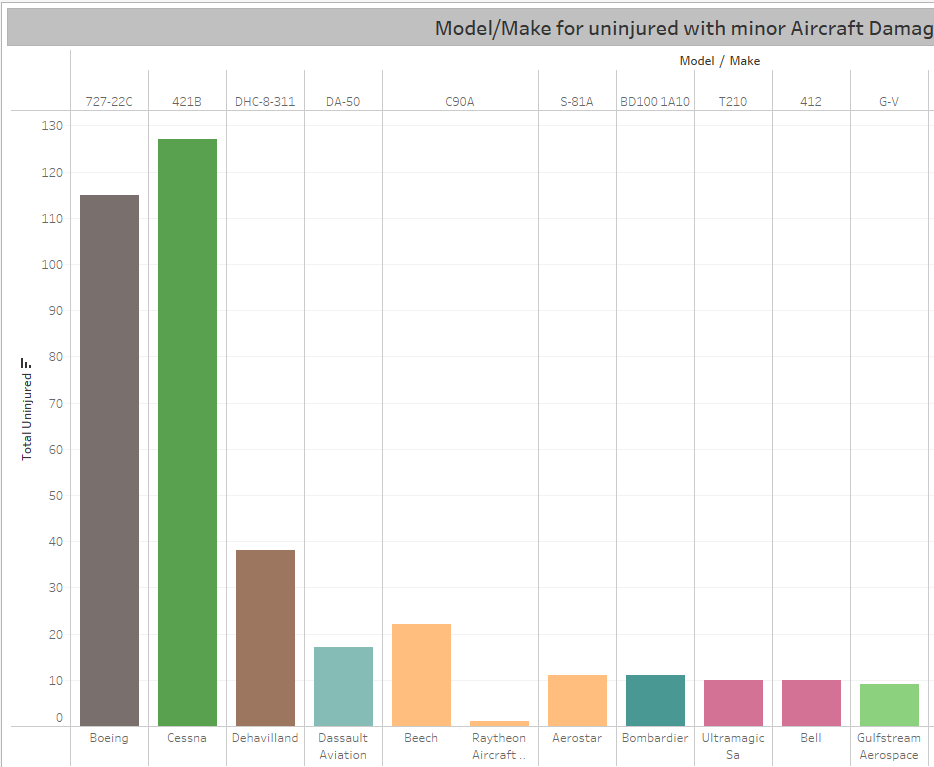 Model/Make for uninjured with minor Aircraft Damag
Model / Make
727-22C 421B DHC-8-311 DA-50 C90A S-81A BD100 1A10 T210 412 G-V
130
120
110
100
90
80
70
60
50
40
30
20
10
0
Total Uninjured
Boeing Cessna Dehavilland Dassault Beech Raytheon Aerostar Bombardier Ultramagic Bell Gulfstream
Aviation Aircraft .. Sa Aerospace